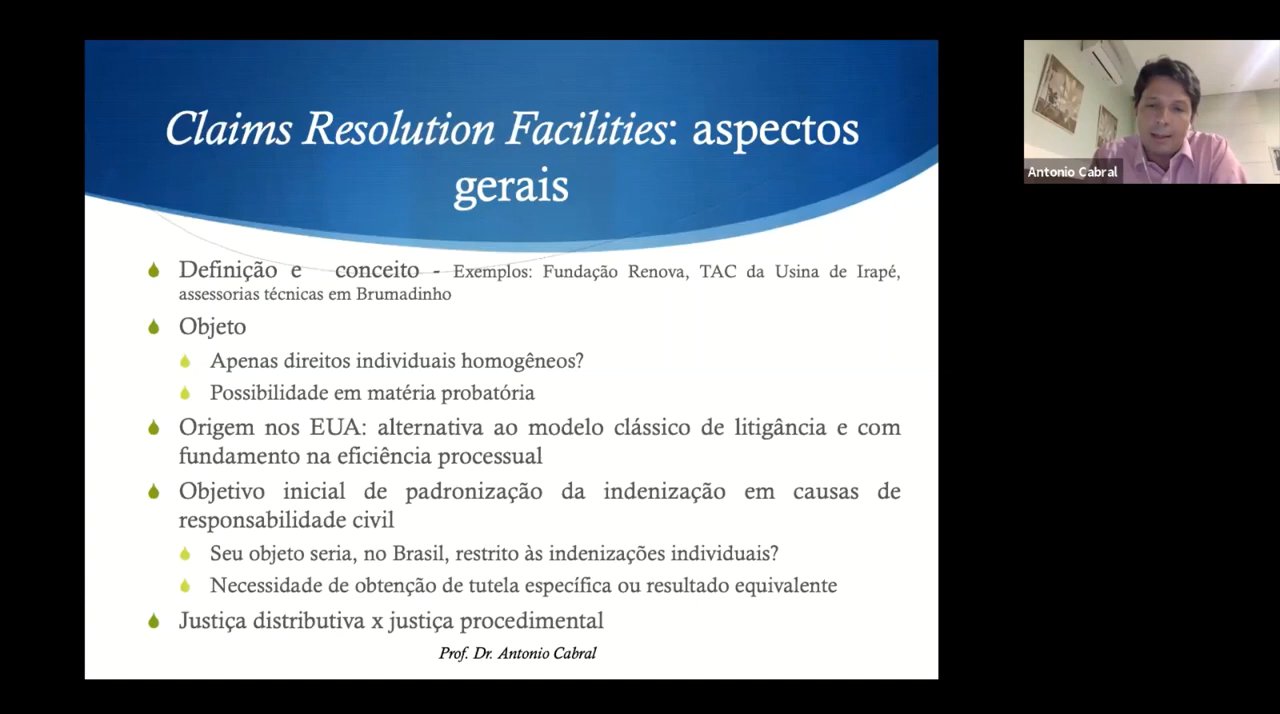 Claims Resolution Facilities: aspectos
gerais
Definição e conceito - Exemplos: Fundação Renova, TAC da Usina de Irapé,
assessorias técnicas em Brumadinho
Objeto
Apenas direitos individuais homogêneos?
Possibilidade em matéria probatória
Origem nos EUA: alternativa ao modelo clássico de litigância e com
fundamento na eficiência processual
Objetivo inicial de padronização da indenização em causas de
responsabilidade civil
Seu objeto seria, no Brasil, restrito às indenizações individuais?
Necessidade de obtenção de tutela específica ou resultado equivalente
Justiça distributiva x justiça procedimental
Prof. Dr. Antonio Cabral
Antonio Cabral